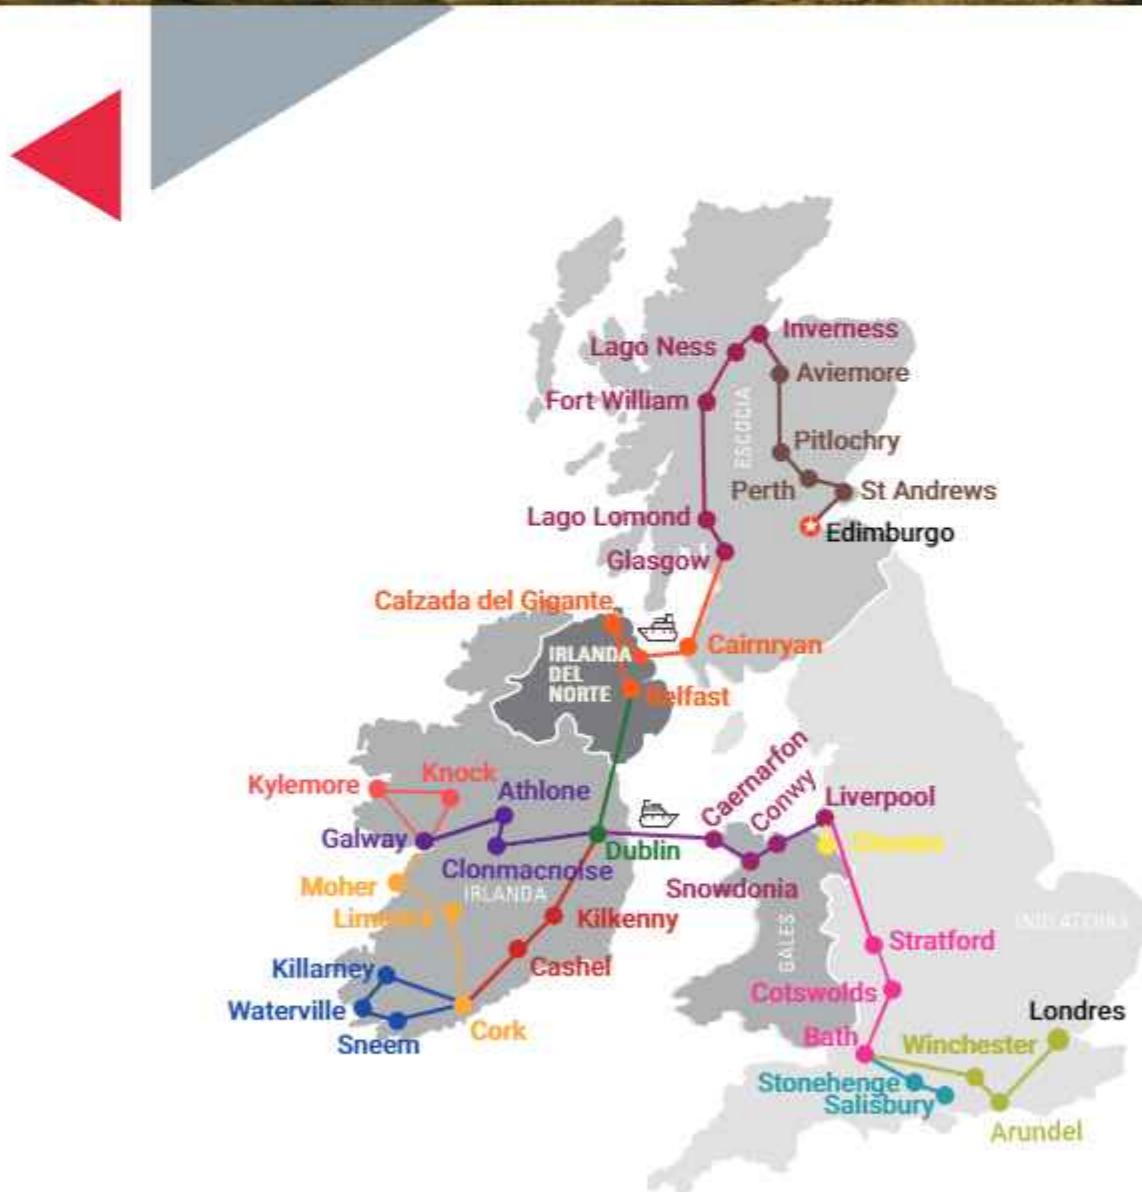 Inverness
Lago Ness
Aviemore
Fort William
ESCOCIA
Pitlochry
Perth
St Andrews
Lago Lomond
Edimburgo
Glasgow
Calzada del Gigante
Cairnryan
IRLANDA
DEL
NORTE
Belfast
Caernarfon
Conwy
Knock
Kylemore
Athlone
Liverpool
Galway
Dublin
Clonmacnoise
Moher
Snowdonia
IRLANDA
Limerick
Kilkenny
GALES
INGLATERRA
Stratford
Killarney
Cashel
Cotswolds
Waterville
Cork
Londres
Sneem
Bath
Winchester
Stonehenge
Salisbury
Arundel